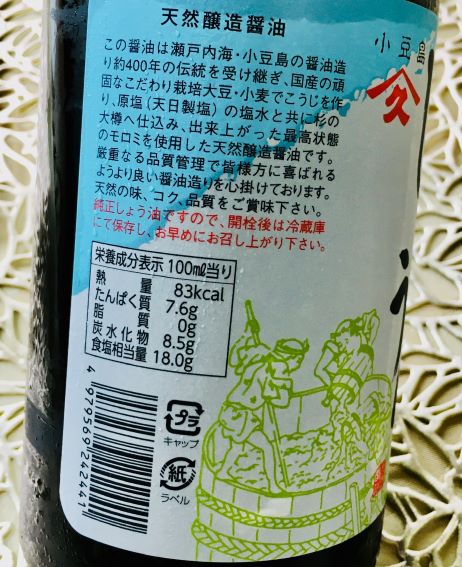 天然醸造醤油
この醤油は瀬戸内海・小豆島の醤油造
り約400年の伝統を受け継ぎ、国産の頑
固なこだわり栽培大豆・小麦でこうじを作
り、原塩(天日製塩)の塩水と共に杉の
大樽へ仕込み、出来上がった最高状態
のモロミを使用した天然醸造醤油です。
厳重なる品質管理で皆様方に喜ばれる
ようより良い醤油造りを心掛けております。
天然の味、コク、品質をご賞味下さい。
純正しょう油ですので、開栓後は冷蔵庫
にて保存し、お早めにお召し上がり下さい。
栄養成分表示 100㎖当り
熱量 83kcal
たんぱく質 7.6g
脂質 0g
炭水化物 8.5g
食塩相当量 18.0g
4979569242441
プラ
キャップ
紙
ラベル
小豆島
久